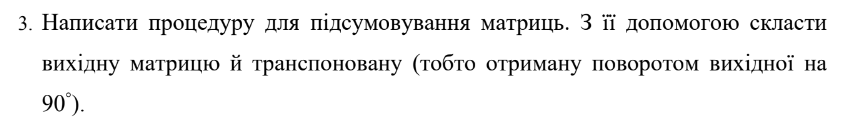 3. Написати процедуру для підсумовування матриць. З її допомогою скласти
вихідну матрицю й транспоновану (тобто отриману поворотом вихідної на
90°).